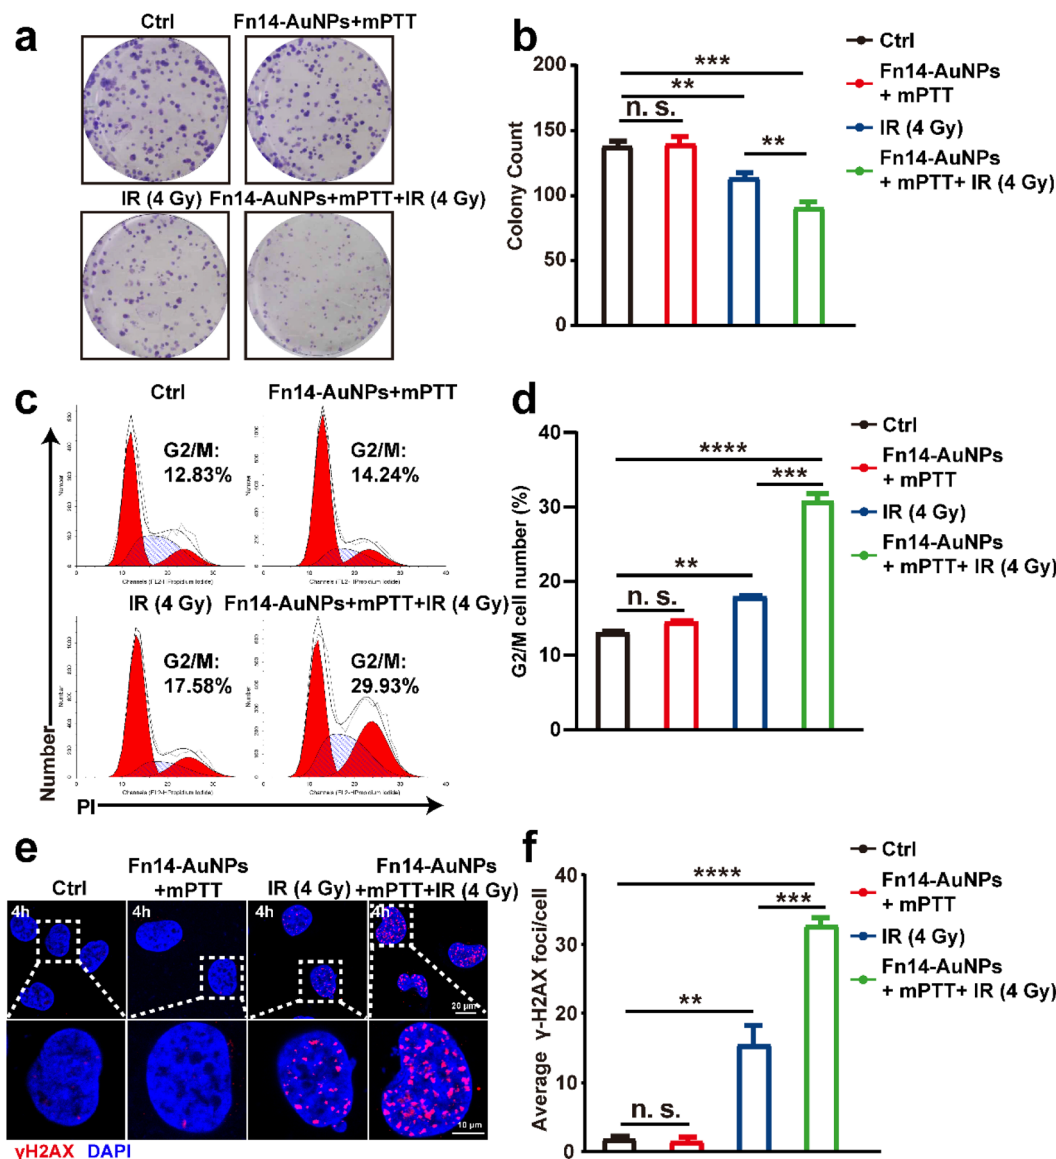 a
Ctrl
Fn14-AuNPs+mPTT
IR (4 Gy)
Fn14-AuNPs+mPTT+IR (4 Gy)
b
Colony Count
200
150
100
50
0
n. s.
**
***
**
Ctrl
Fn14-AuNPs
+ mPTT
IR (4 Gy)
Fn14-AuNPs
+ mPTT+ IR (4 Gy)
c
Ctrl
Fn14-AuNPs+mPTT
G2/M:
12.83%
G2/M:
14.24%
IR (4 Gy)
Fn14-AuNPs+mPTT+IR (4 Gy)
G2/M:
17.58%
G2/M:
29.93%
Number
PI
d
G2/M cell number (%)
40
30
20
10
0
n. s.
**
****
***
Ctrl
Fn14-AuNPs
+ mPTT
IR (4 Gy)
Fn14-AuNPs
+ mPTT+ IR (4 Gy)
e
Ctrl
Fn14-AuNPs
+mPTT
IR (4 Gy)
Fn14-AuNPs
+mPTT+IR (4 Gy)
4h
4h
4h
4h
20 μm
10 μm
γH2AX DAPI
f
Average γ-H2AX foci/cell
40
30
20
10
0
n. s.
**
****
***
Ctrl
Fn14-AuNPs
+ mPTT
IR (4 Gy)
Fn14-AuNPs
+ mPTT+ IR (4 Gy)